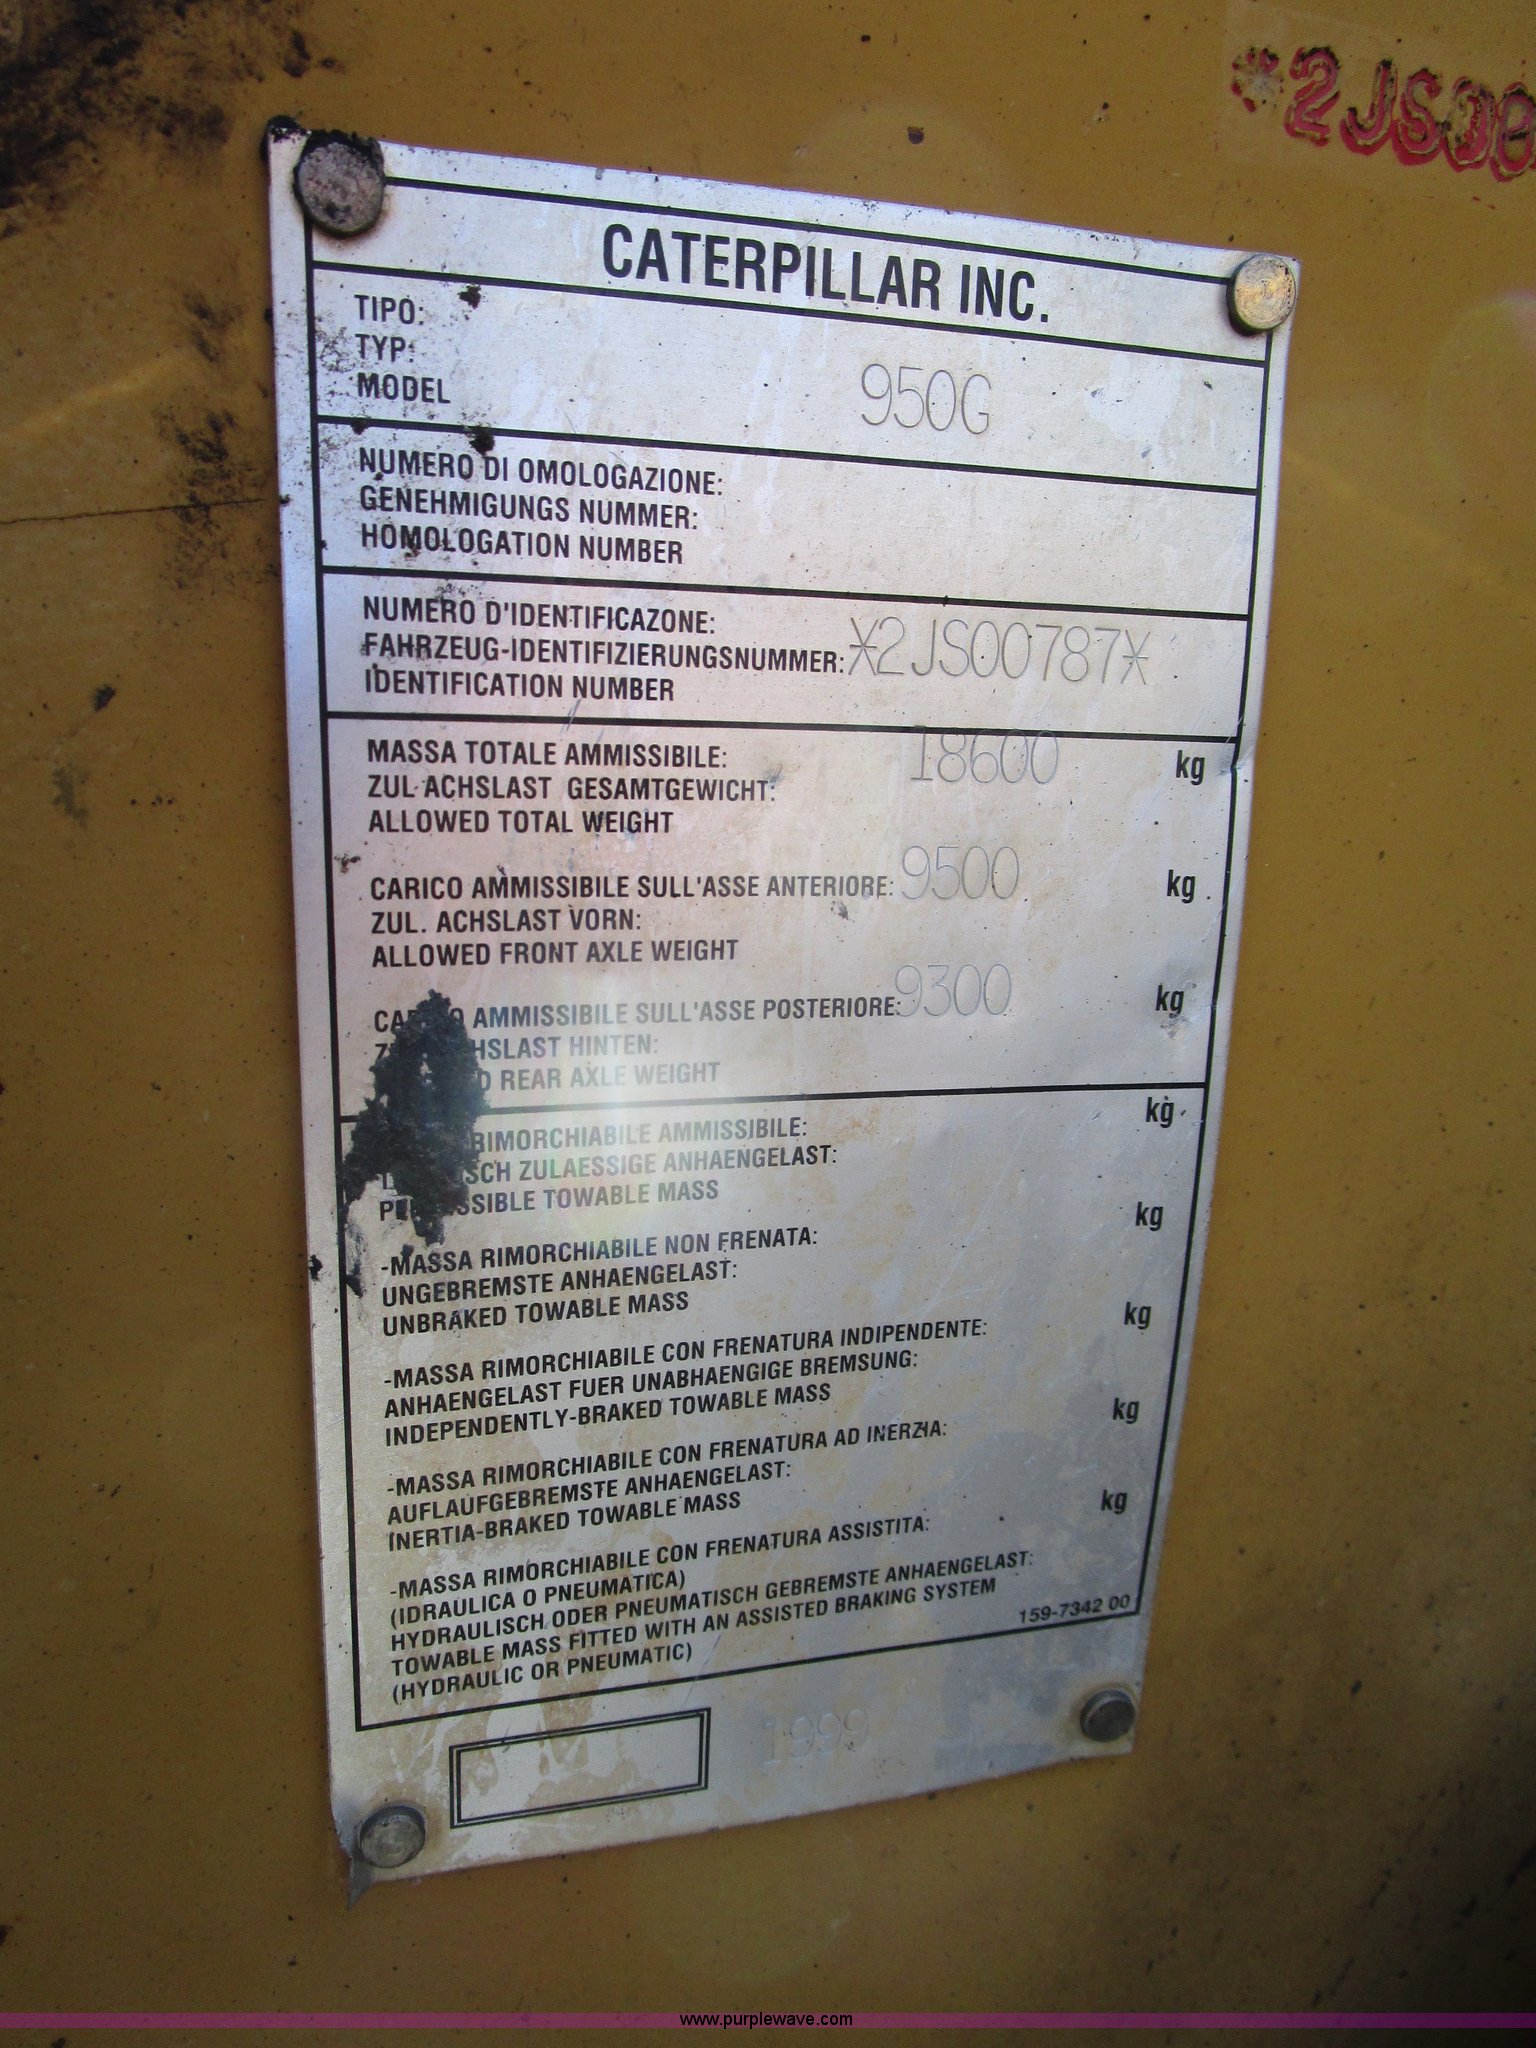 *2JS0
CATERPILLAR INC.
TIPO:
TYP:
MODEL
950G
NUMERO DI OMOLOGAZIONE:
GENEHMIGUNGS NUMMER:
HOMOLOGATION NUMBER
NUMERO D'IDENTIFICAZONE:
FAHRZEUG-IDENTIFIZIERUNGSNUMMER: *2JS00787*
IDENTIFICATION NUMBER
MASSA TOTALE AMMISSIBILE: 18600 kg
ZUL ACHSLAST GESAMTGEWICHT:
ALLOWED TOTAL WEIGHT
CARICO AMMISSIBILE SULL'ASSE ANTERIORE: 9500 kg
ZUL. ACHSLAST VORN:
ALLOWED FRONT AXLE WEIGHT
AMMISSIBILE SULL'ASSE POSTERIORE: 9300 kg
HINTEN:
REAR AXLE WEIGHT
kg
RIMORCHIABILE AMMISSIBILE:
ZULAESSIGE ANHAENGELAST:
TOWABLE MASS
kg
-MASSA RIMORCHIABILE NON FRENATA:
UNGEBREMSTE ANHAENGELAST:
UNBRAKED TOWABLE MASS
kg
-MASSA RIMORCHIABILE CON FRENATURA INDIPENDENTE:
ANHAENGELAST FUER UNABHAENGIGE BREMSUNG:
INDEPENDENTLY-BRAKED TOWABLE MASS
kg
-MASSA RIMORCHIABILE CON FRENATURA AD INERZIA:
AUFLAUFGEBREMSTE ANHAENGELAST:
INERTIA-BRAKED TOWABLE MASS
kg
-MASSA RIMORCHIABILE CON FRENATURA ASSISTITA:
(IDRAULICA O PNEUMATICA)
HYDRAULISCH ODER PNEUMATISCH GEBREMSTE ANHAENGELAST:
TOWABLE MASS FITTED WITH AN ASSISTED BRAKING SYSTEM
(HYDRAULIC OR PNEUMATIC)
159-7342 00
1999
www.purplewave.com